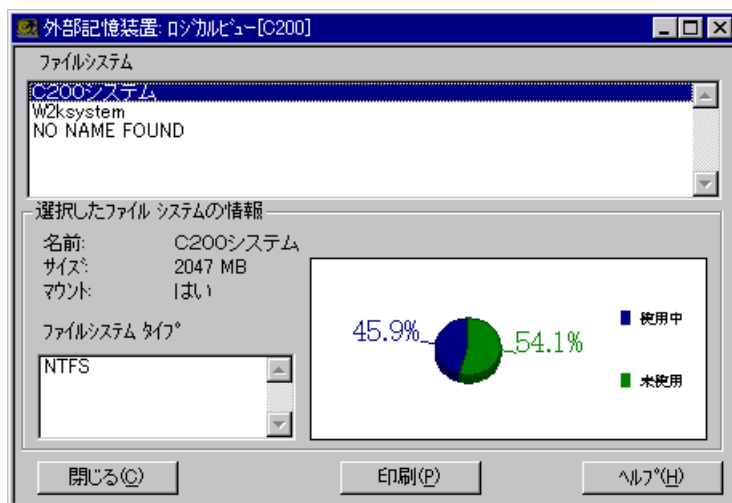 外部記憶装置: ﾛｼﾞｶﾙﾋﾞｭｰ[C200]
ﾌｧｲﾙｼｽﾃﾑ
C200システム
W2ksystem
NO NAME FOUND
選択したﾌｧｲﾙ ｼｽﾃﾑの情報
名前: C200システム
ｻｲｽﾞ: 2047 MB
ﾏｳﾝﾄ: はい
ﾌｧｲﾙｼｽﾃﾑ ﾀｲﾌﾟ
NTFS
45.9%
54.1%
使用中
未使用
閉じる(C) 印刷(P) ﾍﾙﾌﾟ(H)